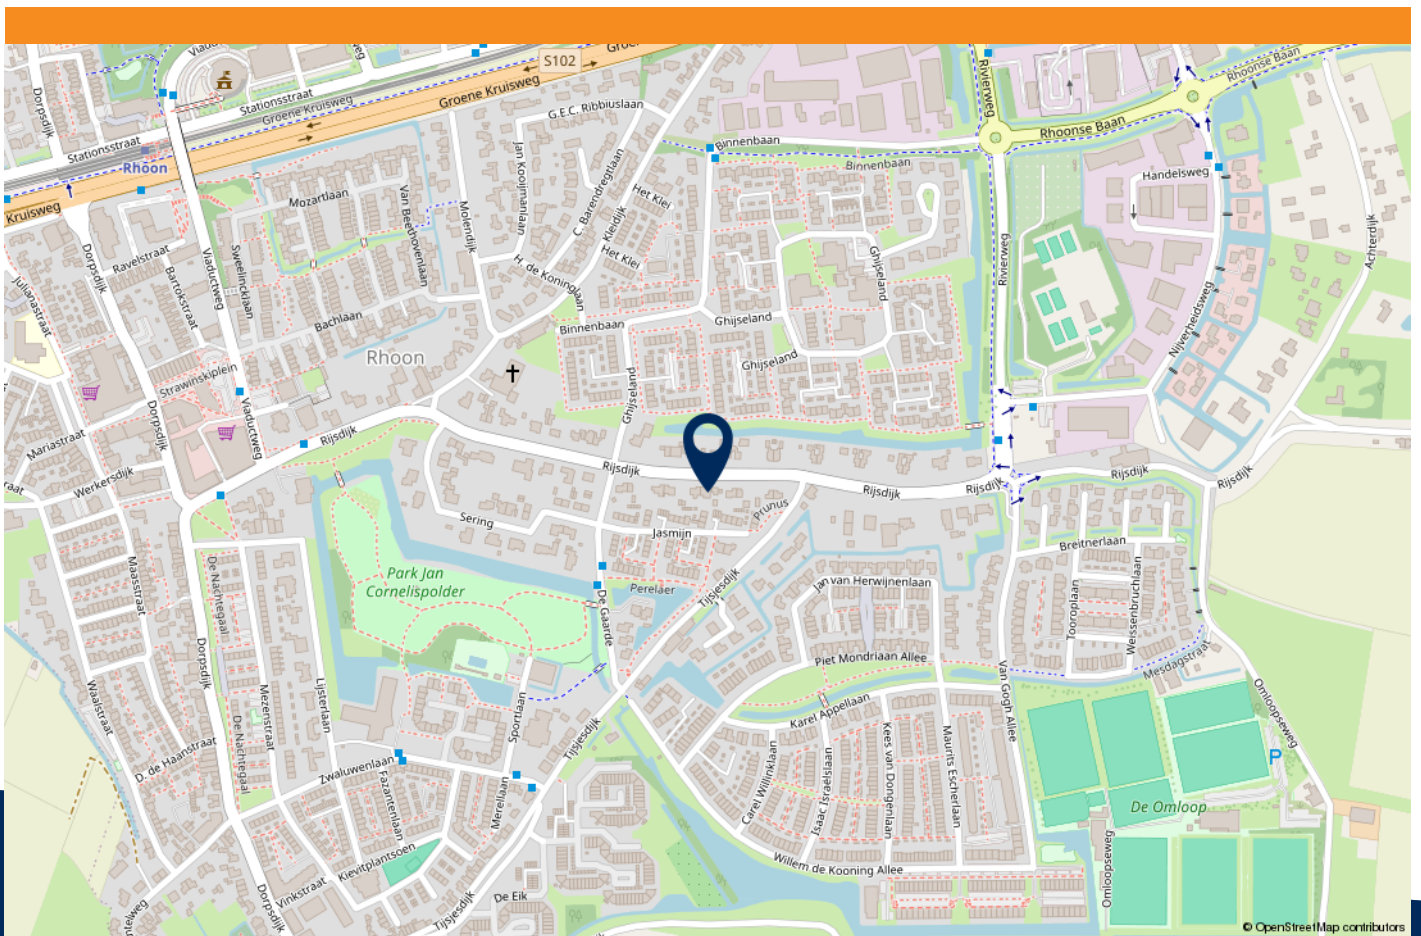 S102
Groene Kruisweg
Stationsstraat
Groene Kruisweg
Stationsstraat
Rhoon
Kruisweg
Dorpsdijk
Dorpsdijk
Julianastraat
Ravelstraat
Bartokstraat
Viaductweg
Sweelincklaan
Mozartlaan
Van Beethovenlaan
Bachlaan
Molendijk
Jan Kooijmanlaan
G.E.C. Ribbiuslaan
C. Barendregtlaan
Kleidijk
Het Klei
Het Klei
H. de Koninglaan
Binnenbaan
Binnenbaan
Binnenbaan
Ghijseland
Ghijseland
Ghijseland
Ghijseland
Rivierweg
Rivierweg
Rhoonse Baan
Rhoonse Baan
Handelsweg
Nijverheidsweg
Achterdijk
Rhoon
Strawinskiplein
Viaductweg
Dorpsdijk
Mariastraat
Werkersdijk
Rijsdijk
Rijsdijk
Rijsdijk
Rijsdijk
Rijsdijk
Rijsdijk
Sering
Jasmijn
Prunus
Perelaer
Tijsjesdijk
De Gaarde
Park Jan
Cornelispolder
Jan van Herwijnenlaan
Piet Mondriaan Allee
Karel Appellaan
Breitnerlaan
Tooroplaan
Weissenbruchlaan
Mesdagstraat
Omloopseweg
Van Gogh Allee
Maasstraat
Waalstraat
De Nachtegaal
Dorpsdijk
Mezenstraat
De Nachtegaal
Lijsterlaan
D. de Haanstraat
Zwaluwenlaan
Fazantenlaan
Kievitplantsoen
Vinkstraat
Dorpsdijk
Sportlaan
Merellaan
Tijsjesdijk
Tijsjesdijk
De Eik
Carel Willinklaan
Isaac Israelslaan
Kees van Dongenlaan
Maurits Escherlaan
Willem de Kooning Allee
De Omloop
P
Omloopseweg
© OpenStreetMap contributors